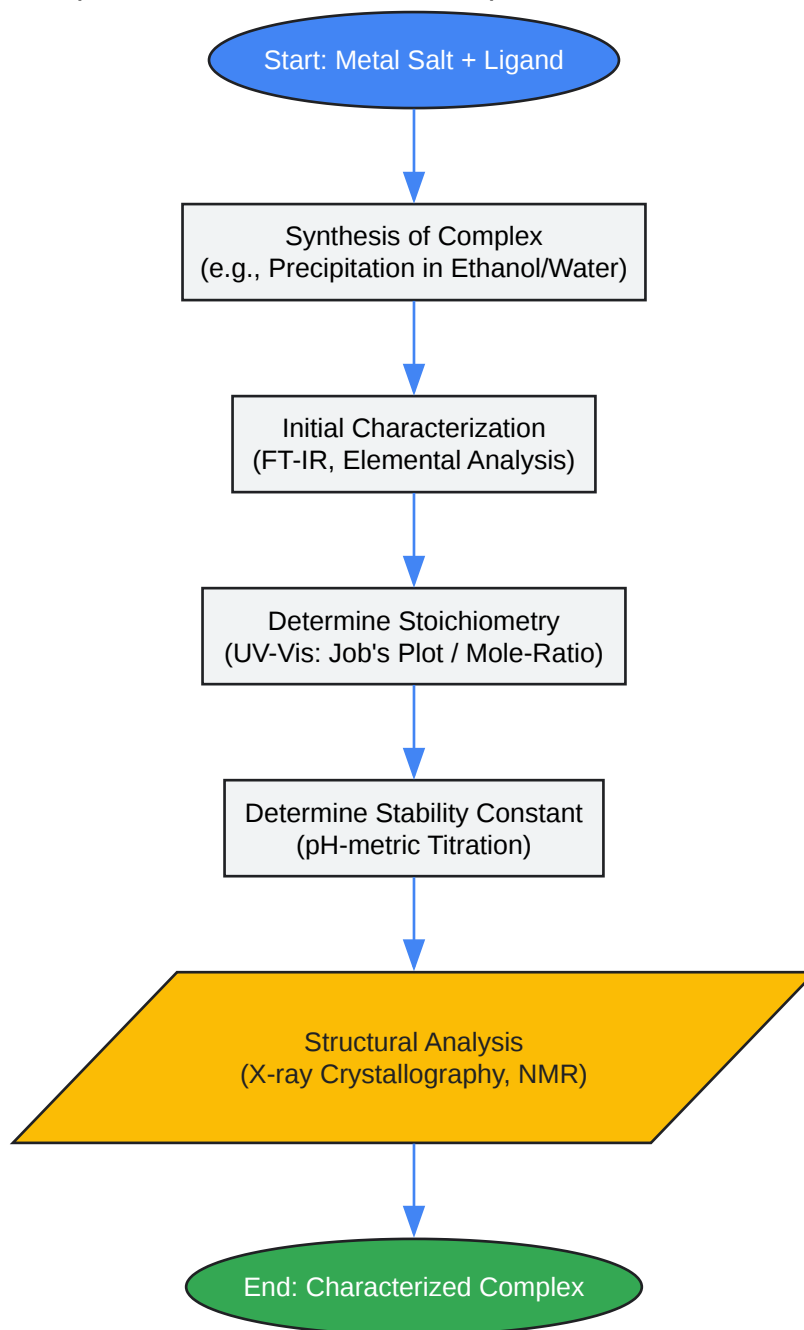 Start: Metal Salt + Ligand
Synthesis of Complex
(e.g., Precipitation in Ethanol/Water)
Initial Characterization
(FT-IR, Elemental Analysis)
Determine Stoichiometry
(UV-Vis: Job's Plot / Mole-Ratio)
Determine Stability Constant
(pH-metric Titration)
Structural Analysis
(X-ray Crystallography, NMR)
End: Characterized Complex